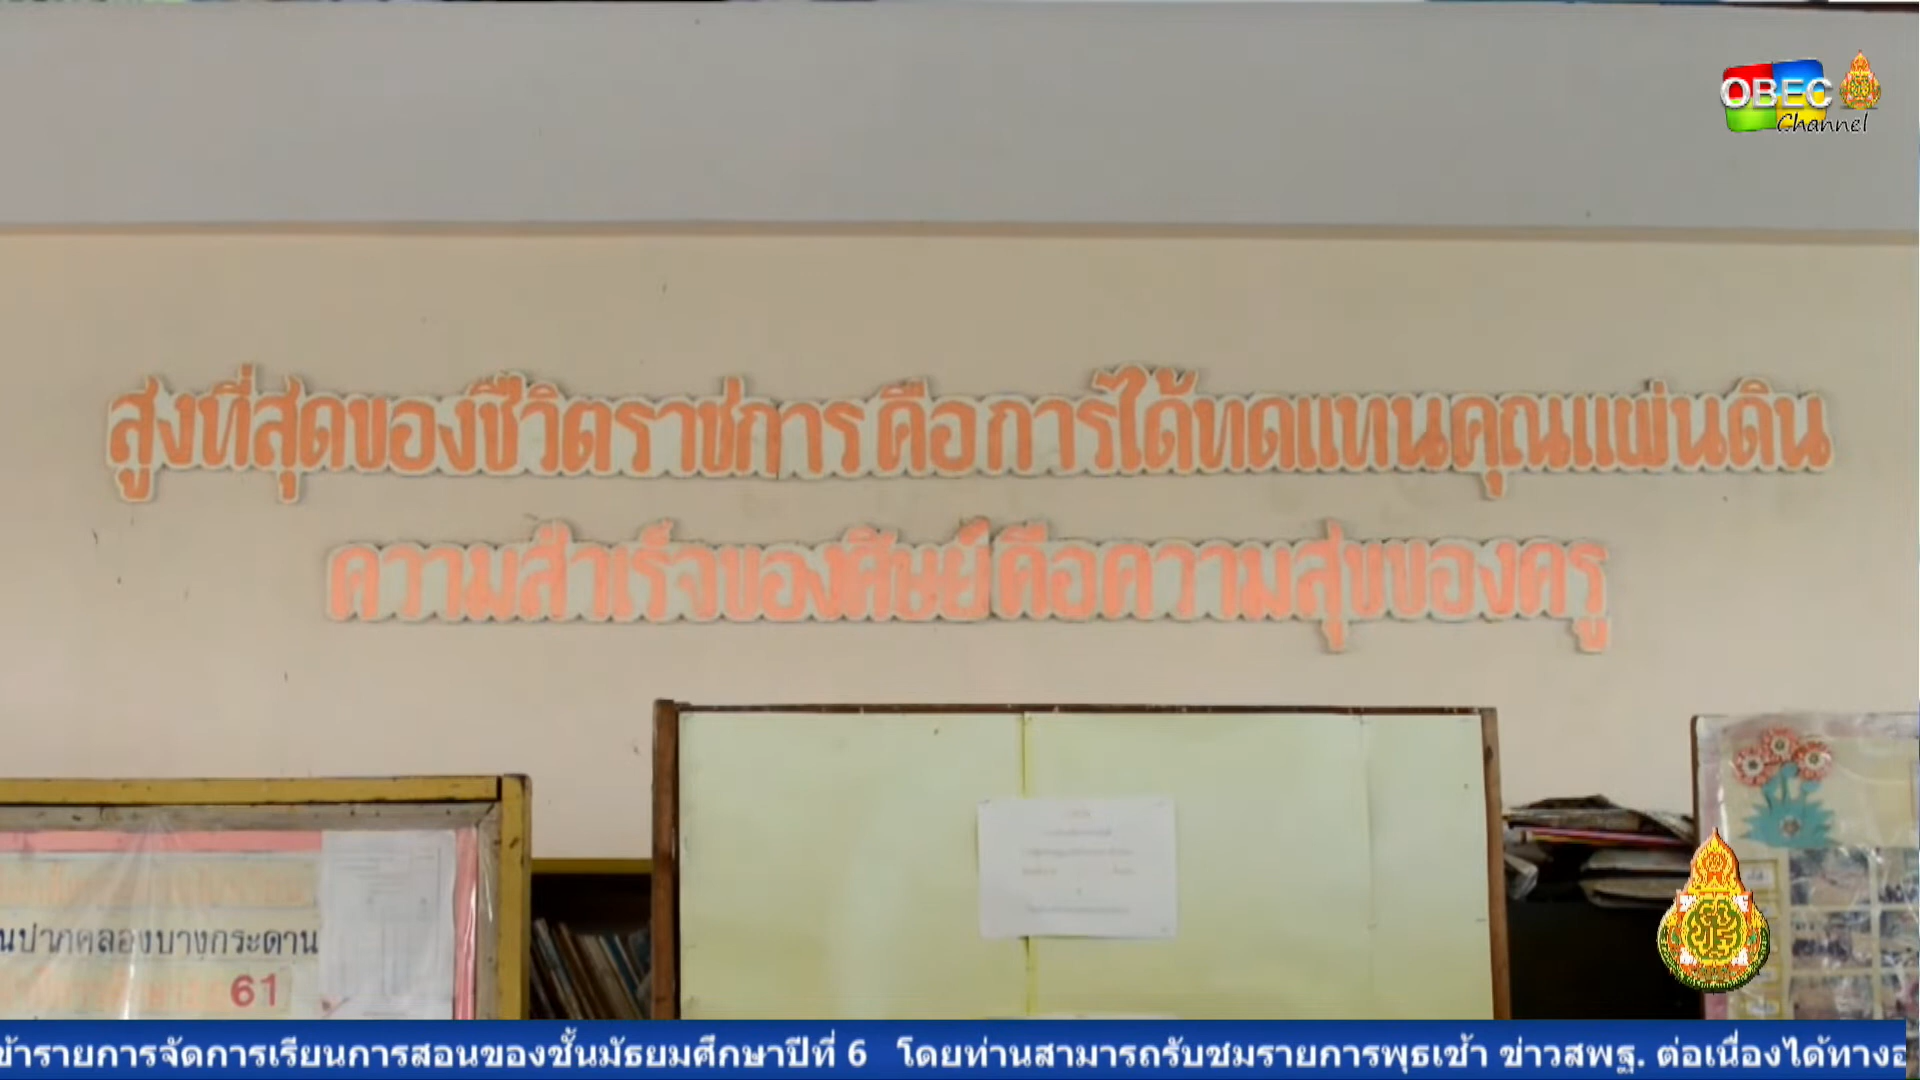 OBEC
Channel
สูงที่สุดของชีวิตราชการ คือการได้ทดแทนคุณแผ่นดิน
ความสำเร็จของศิษย์ คือความสุขของครู
นปากคลองบางกระดาน
61
ข้ารายการจัดการเรียนการสอนของชั้นมัธยมศึกษาปีที่ 6 โดยท่านสามารถรับชมรายการพุธเช้า ข่าวสพฐ. ต่อเนื่องได้ทาง